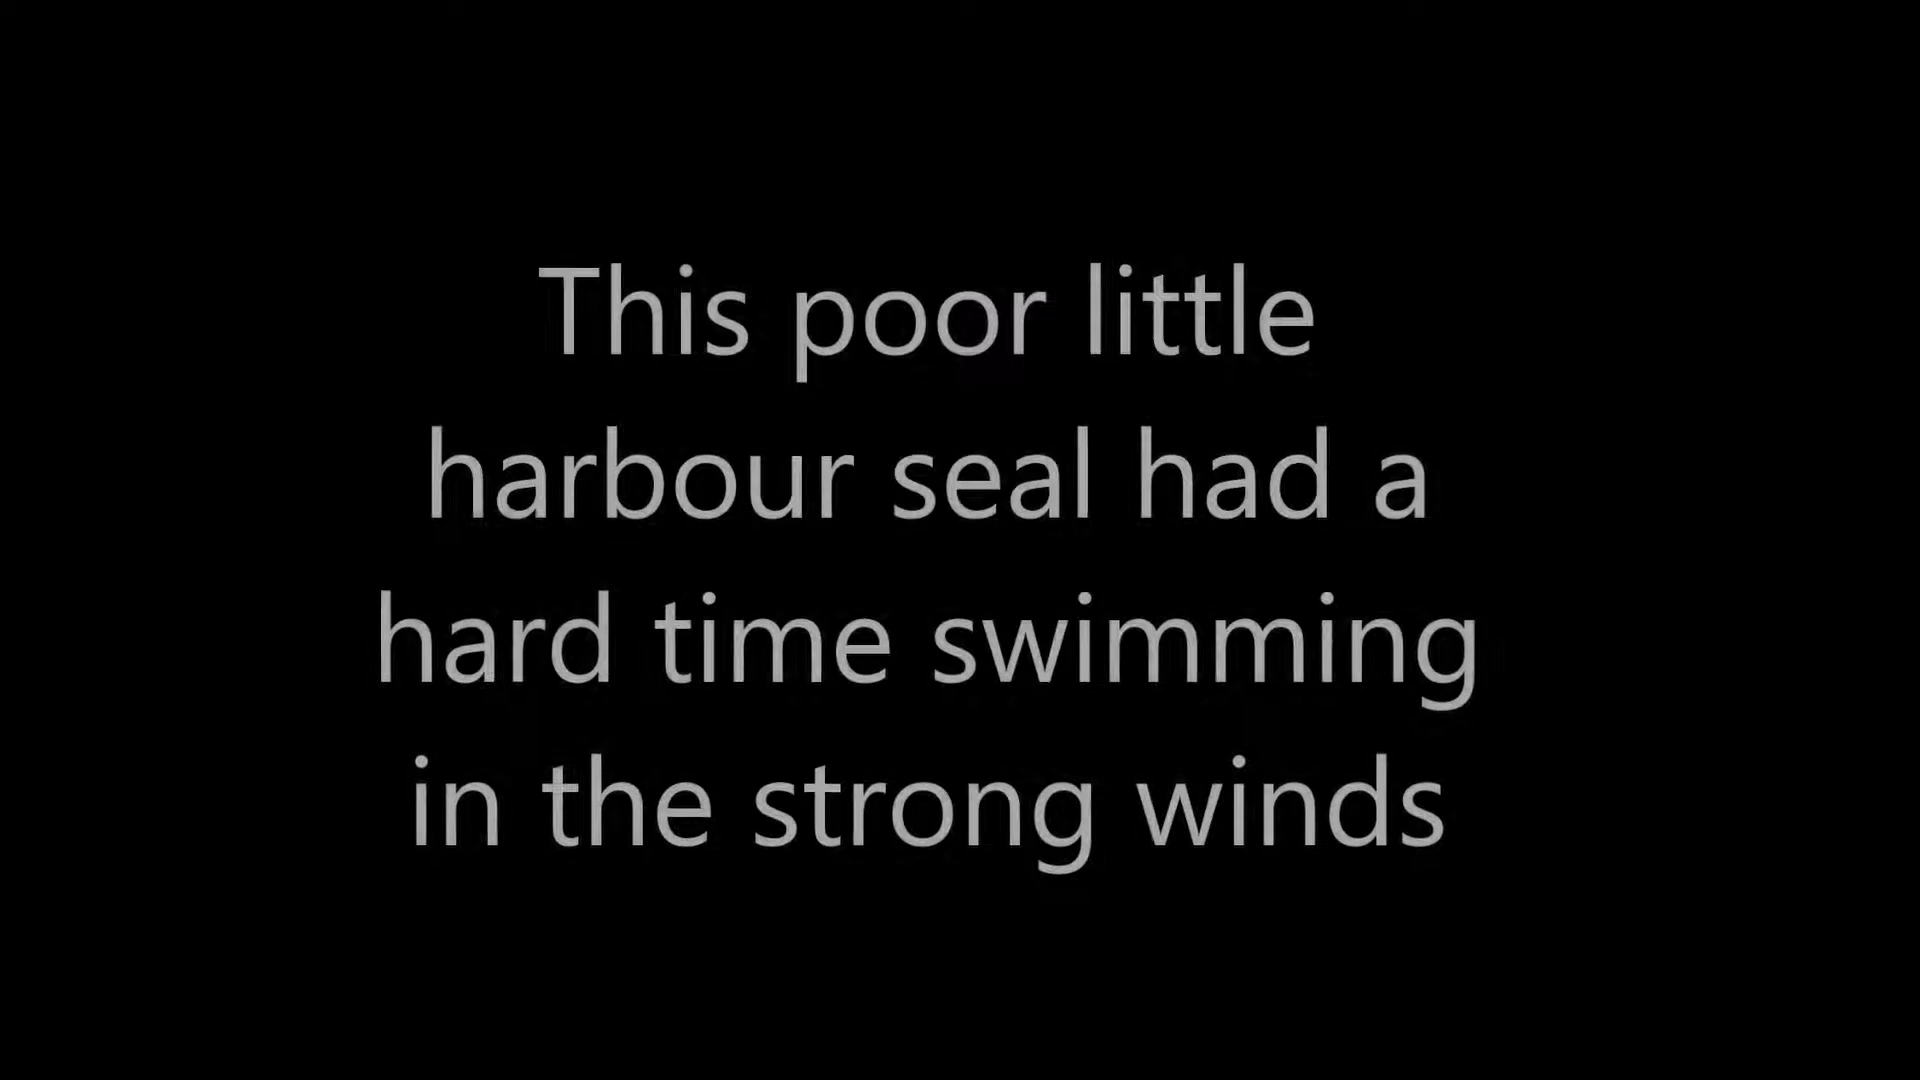 This poor little
harbour seal had a
hard time swimming
in the strong winds